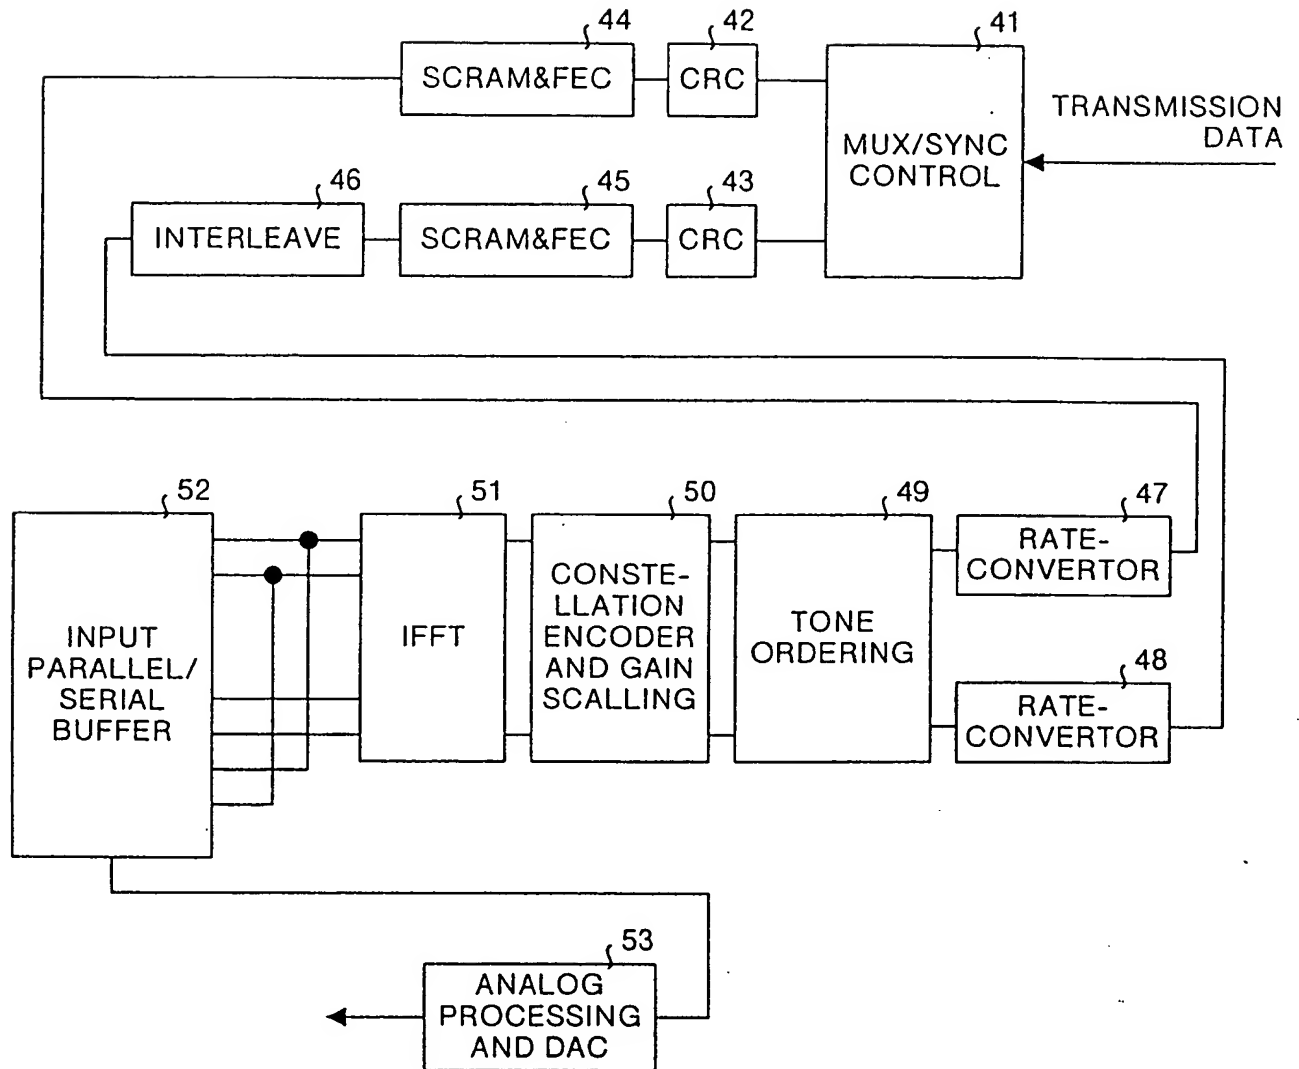 44
42
41
SCRAM&FEC
CRC
MUX/SYNC
CONTROL
TRANSMISSION
DATA
46
45
43
INTERLEAVE
SCRAM&FEC
CRC
52
51
50
49
47
INPUT
PARALLEL/
SERIAL
BUFFER
IFFT
CONSTE-
LLATION
ENCODER
AND GAIN
SCALLING
TONE
ORDERING
RATE-
CONVERTOR
48
RATE-
CONVERTOR
53
ANALOG
PROCESSING
AND DAC